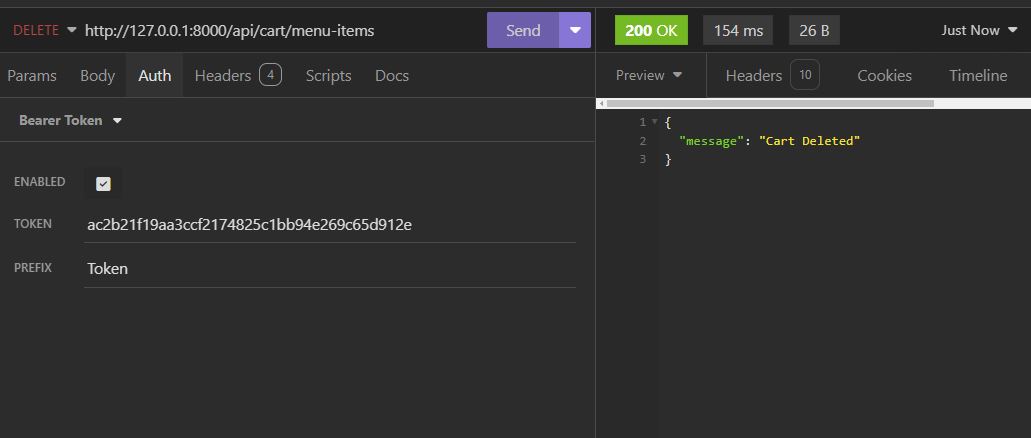 DELETE http://127.0.0.1:8000/api/cart/menu-items Send 200 OK 154 ms 26 B Just Now
Params Body Auth Headers 4 Scripts Docs Preview Headers 10 Cookies Timeline
Bearer Token
ENABLED
TOKEN ac2b21f19aa3ccf2174825c1bb94e269c65d912e
PREFIX Token
1 {
2 "message": "Cart Deleted"
3 }